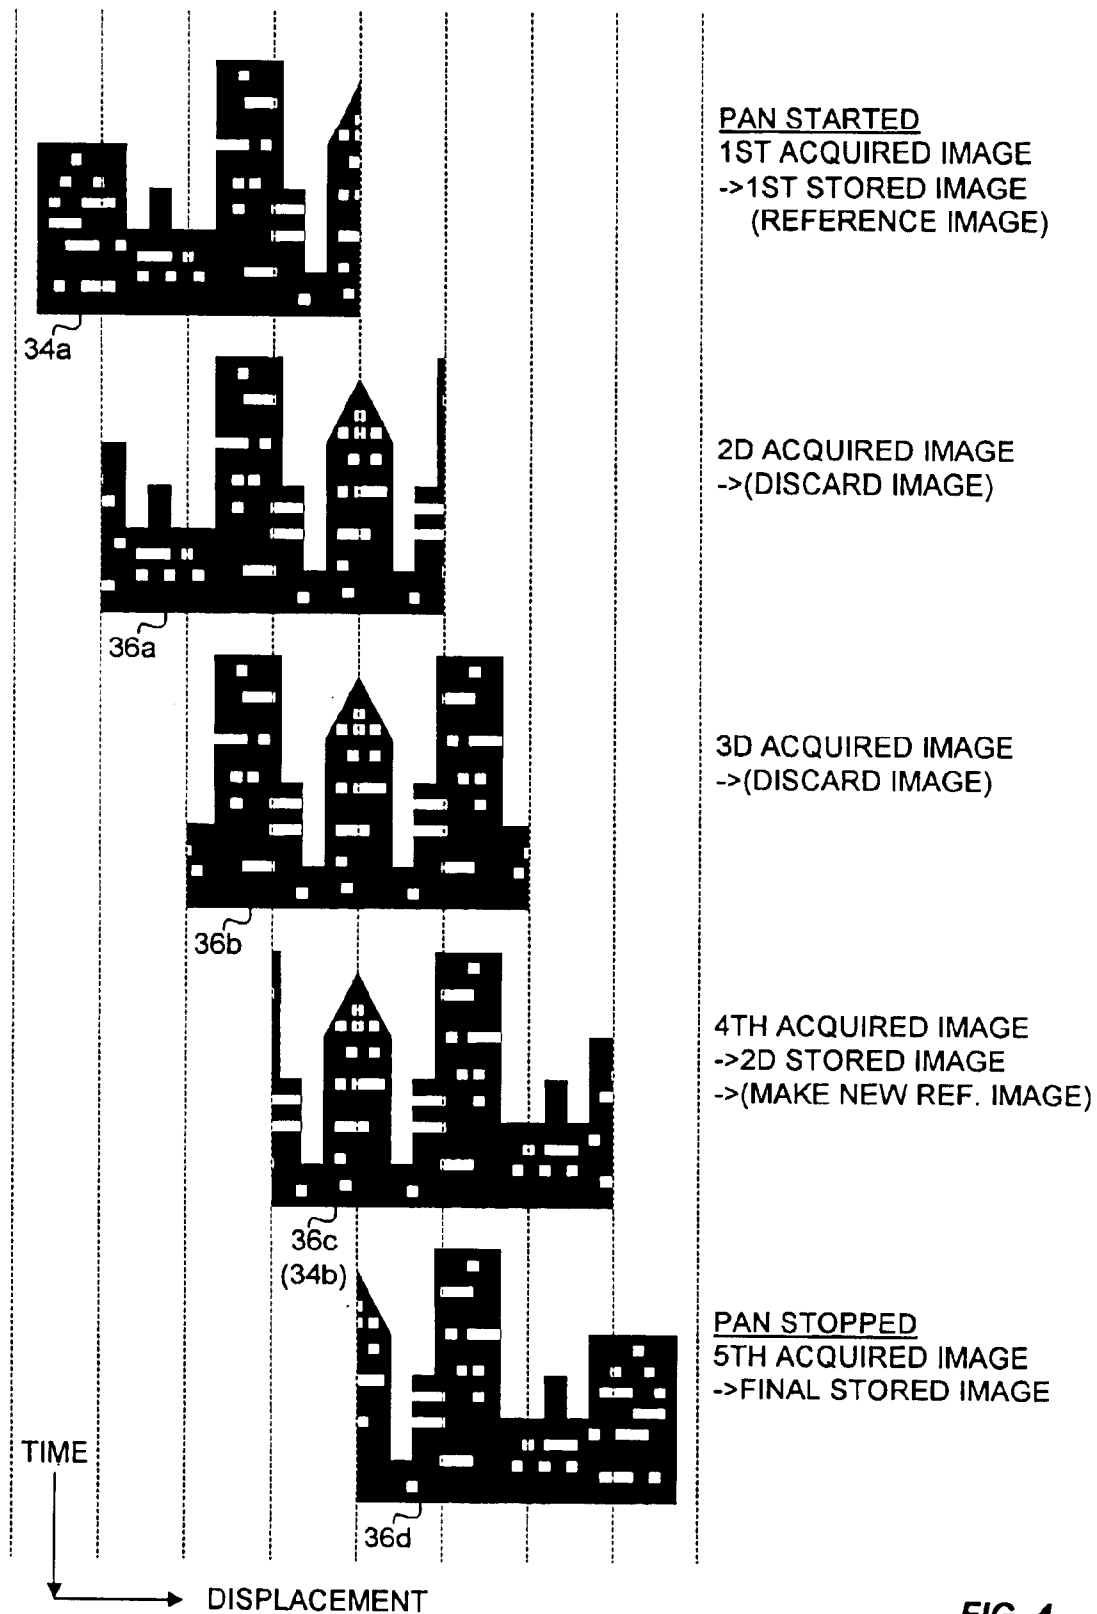 PAN STARTED
1ST ACQUIRED IMAGE
->1ST STORED IMAGE
(REFERENCE IMAGE)
34a
2D ACQUIRED IMAGE
->(DISCARD IMAGE)
36a
3D ACQUIRED IMAGE
->(DISCARD IMAGE)
36b
4TH ACQUIRED IMAGE
->2D STORED IMAGE
->(MAKE NEW REF. IMAGE)
36c
(34b)
PAN STOPPED
5TH ACQUIRED IMAGE
->FINAL STORED IMAGE
36d
TIME
DISPLACEMENT
FIG. 4